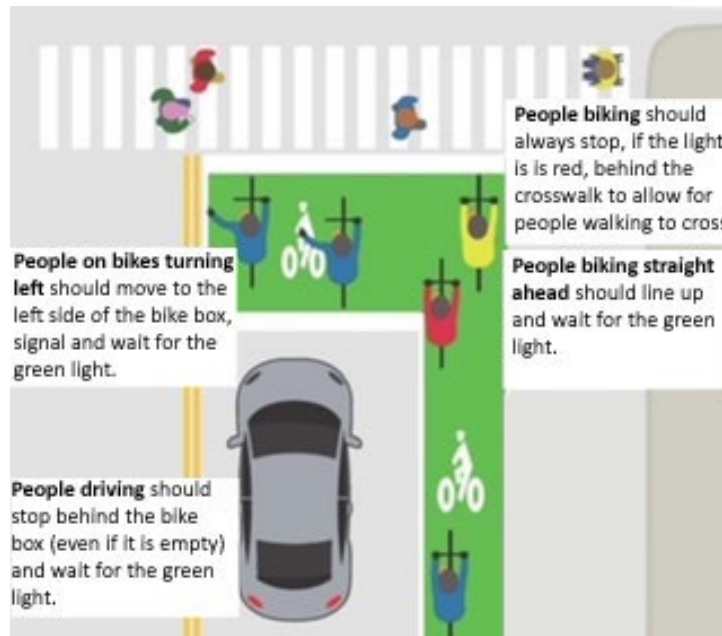 People biking should
always stop, if the light
is is red, behind the
crosswalk to allow for
people walking to cross
People on bikes turning
left should move to the
left side of the bike box,
signal and wait for the
green light.
People biking straight
ahead should line up
and wait for the green
light.
People driving should
stop behind the bike
box (even if it is empty)
and wait for the green
light.